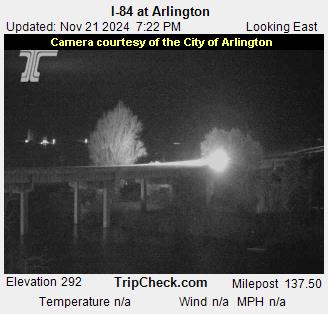 I-84 at Arlington
Updated: Nov 21 2024 7:22 PM Looking East
Camera courtesy of the City of Arlington
Elevation 292 TripCheck.com Milepost 137.50
Temperature n/a Wind n/a MPH n/a